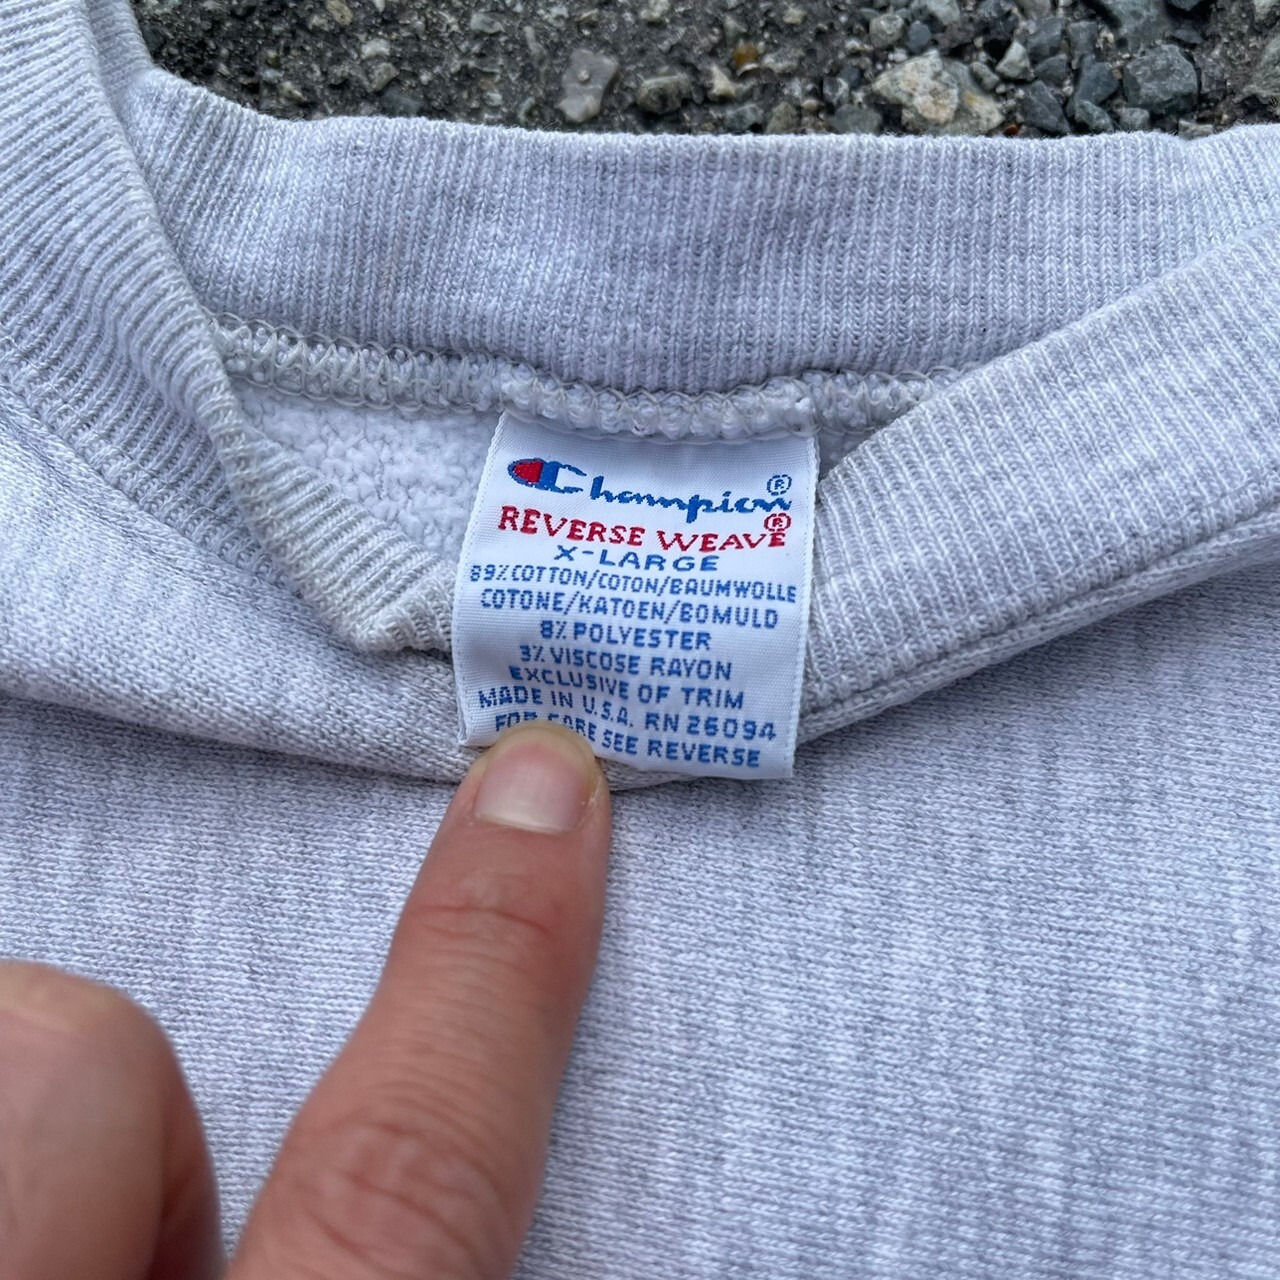 Champion®
REVERSE WEAVE®
X-LARGE
89% COTTON/COTON/BAUMWOLLE
COTONE/KATOEN/BOMULD
8% POLYESTER
3% VISCOSE RAYON
EXCLUSIVE OF TRIM
MADE IN U.S.A. RN 26094
FOR CARE SEE REVERSE